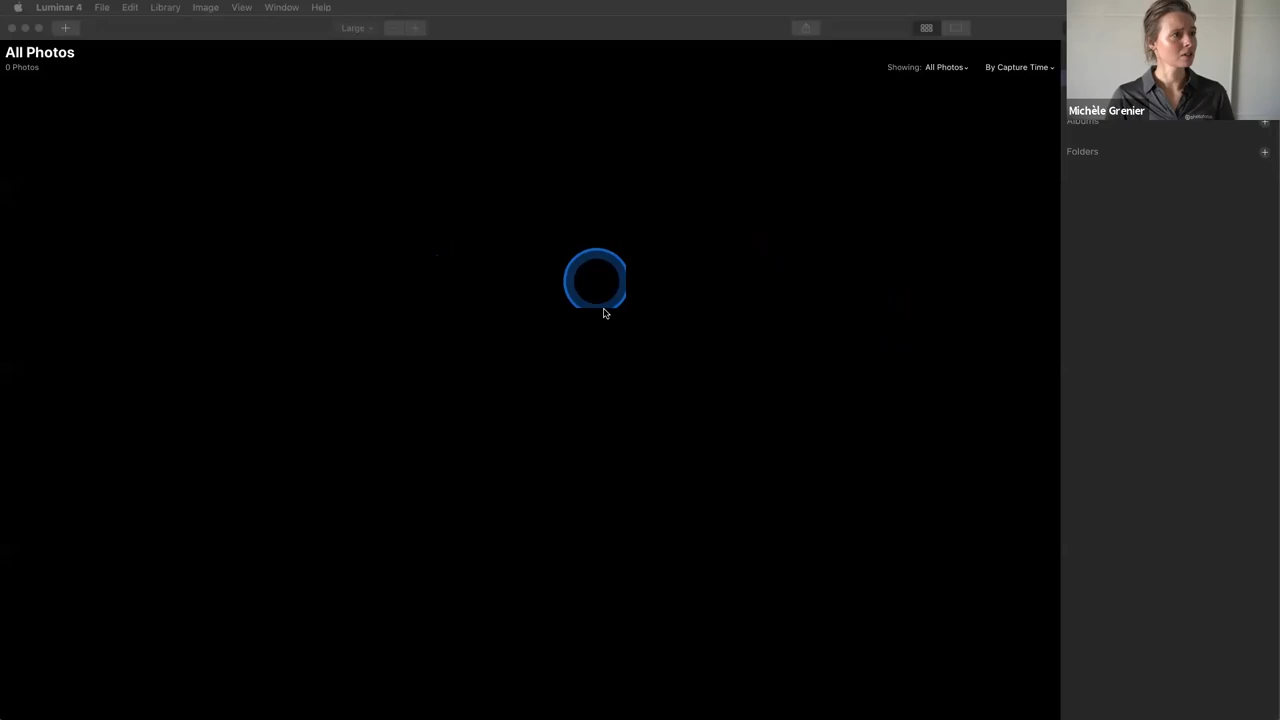 Luminar 4 File Edit Library Image View Window Help
Large
All Photos
0 Photos
Showing: All Photos By Capture Time
Michèle Grenier
Albums
Folders